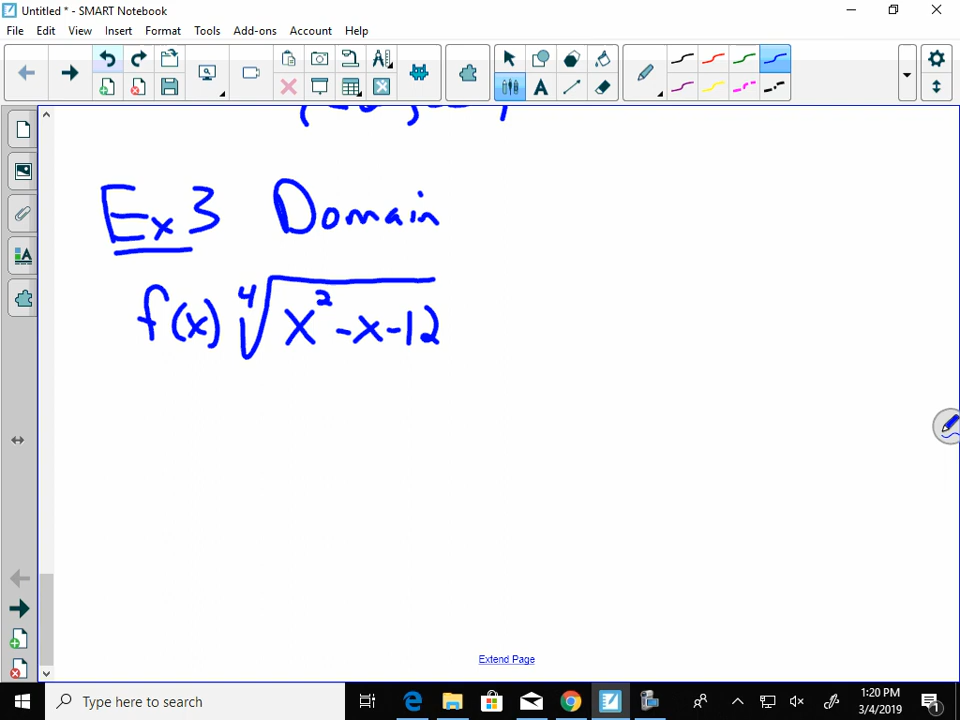 Untitled * - SMART Notebook
File Edit View Insert Format Tools Add-ons Account Help
Ex 3 Domain
f(x) ∜(x² - x - 12)
Extend Page
Type here to search
1:20 PM
3/4/2019
1